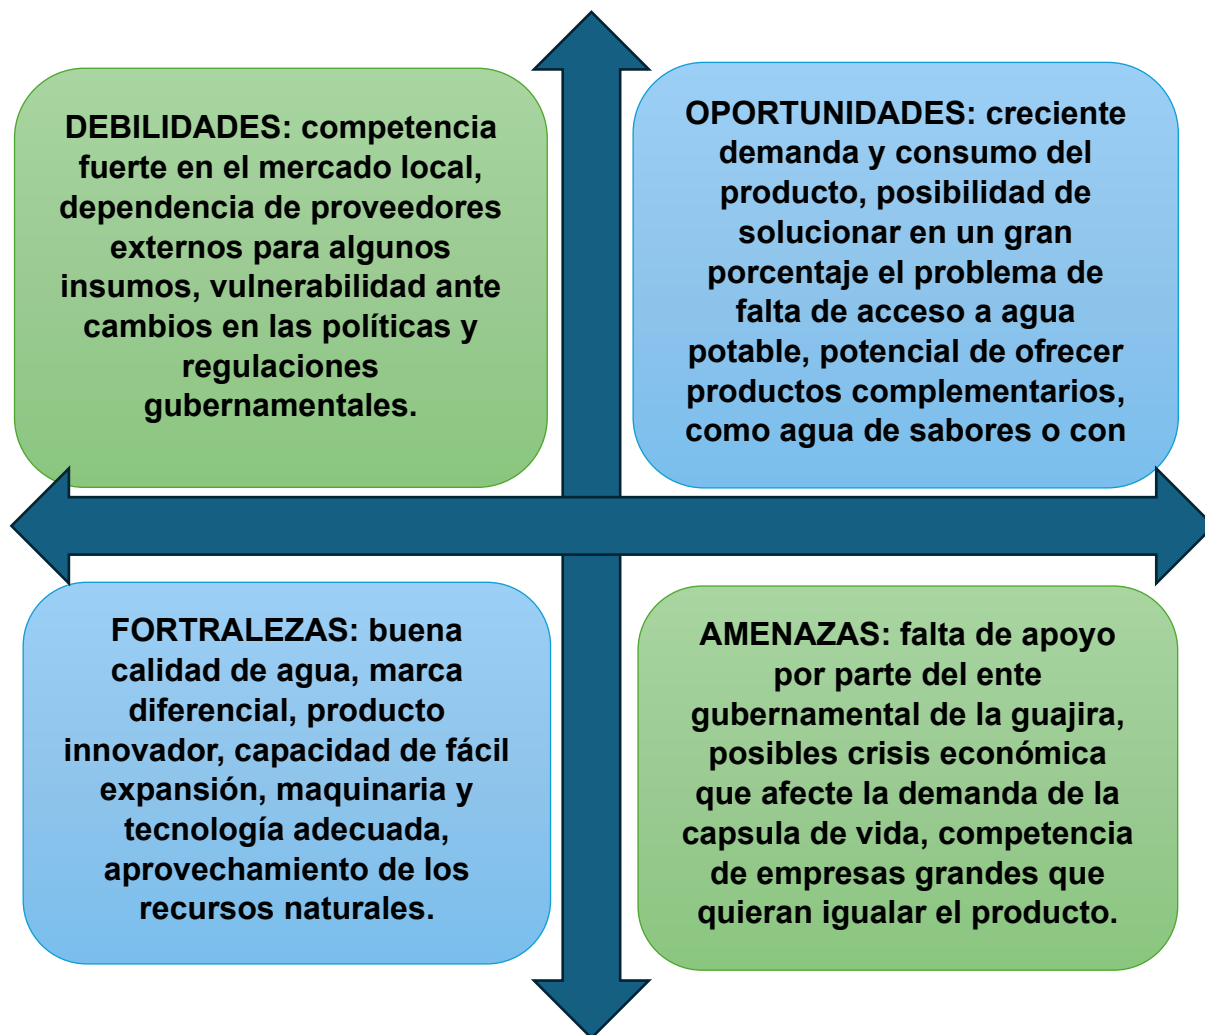 DEBILIDADES: competencia
fuerte en el mercado local,
dependencia de proveedores
externos para algunos
insumos, vulnerabilidad ante
cambios en las políticas y
regulaciones
gubernamentales.
OPORTUNIDADES: creciente
demanda y consumo del
producto, posibilidad de
solucionar en un gran
porcentaje el problema de
falta de acceso a agua
potable, potencial de ofrecer
productos complementarios,
como agua de sabores o con
FORTRALEZAS: buena
calidad de agua, marca
diferencial, producto
innovador, capacidad de fácil
expansión, maquinaria y
tecnología adecuada,
aprovechamiento de los
recursos naturales.
AMENAZAS: falta de apoyo
por parte del ente
gubernamental de la guajira,
posibles crisis económica
que afecte la demanda de la
capsula de vida, competencia
de empresas grandes que
quieran igualar el producto.